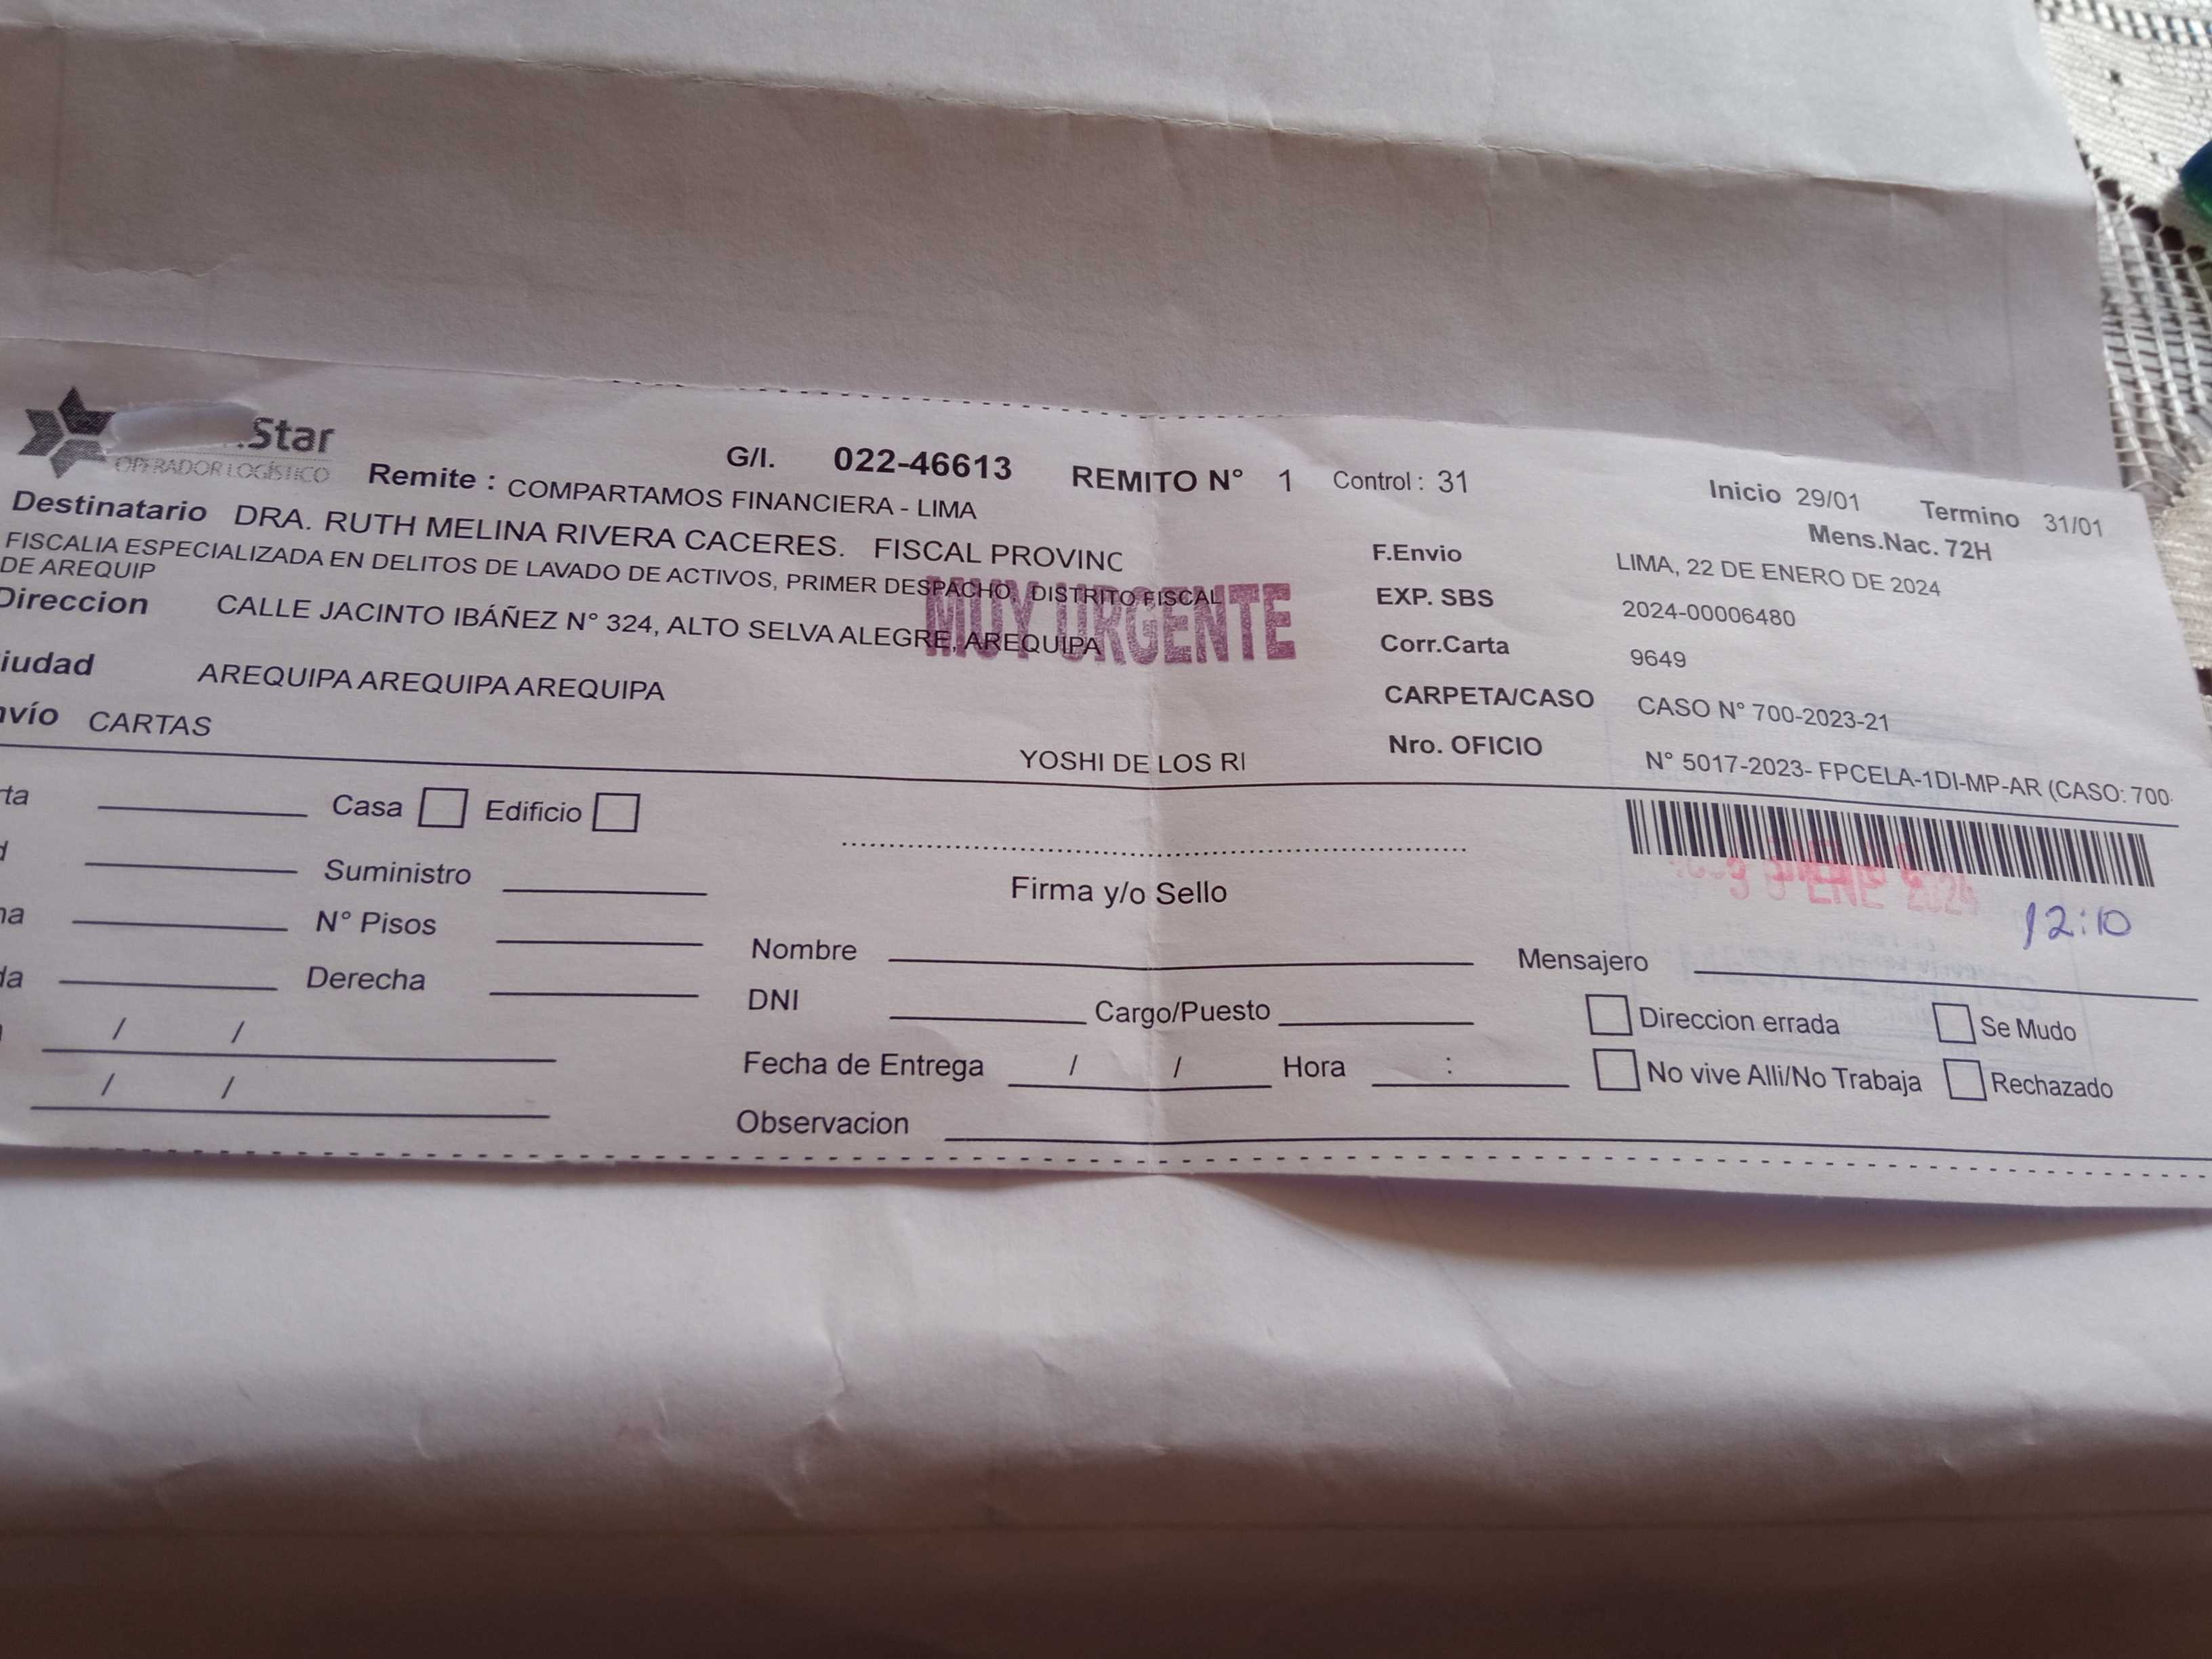 Star
OPERADOR LOGÍSTICO
G/I. 022-46613 REMITO N° 1 Control : 31
Inicio 29/01 Termino 31/01
Mens.Nac. 72H
Remite : COMPARTAMOS FINANCIERA - LIMA
Destinatario DRA. RUTH MELINA RIVERA CACERES. FISCAL PROVINC
FISCALIA ESPECIALIZADA EN DELITOS DE LAVADO DE ACTIVOS, PRIMER DESPACHO, DISTRITO FISCAL
DE AREQUIP
Direccion CALLE JACINTO IBÁÑEZ N° 324, ALTO SELVA ALEGRE, AREQUIPA
MUY URGENTE
iudad AREQUIPA AREQUIPA AREQUIPA
nvío CARTAS
YOSHI DE LOS RI
F.Envio LIMA, 22 DE ENERO DE 2024
EXP. SBS 2024-00006480
Corr.Carta 9649
CARPETA/CASO CASO N° 700-2023-21
Nro. OFICIO N° 5017-2023- FPCELA-1DI-MP-AR (CASO: 700-
rta Casa Edificio
d Suministro
na N° Pisos
da Derecha
/ /
/ /
Firma y/o Sello
Nombre
DNI Cargo/Puesto
Fecha de Entrega / / Hora :
Observacion
ENE 2024
12:10
Mensajero
Direccion errada Se Mudo
No vive Alli/No Trabaja Rechazado